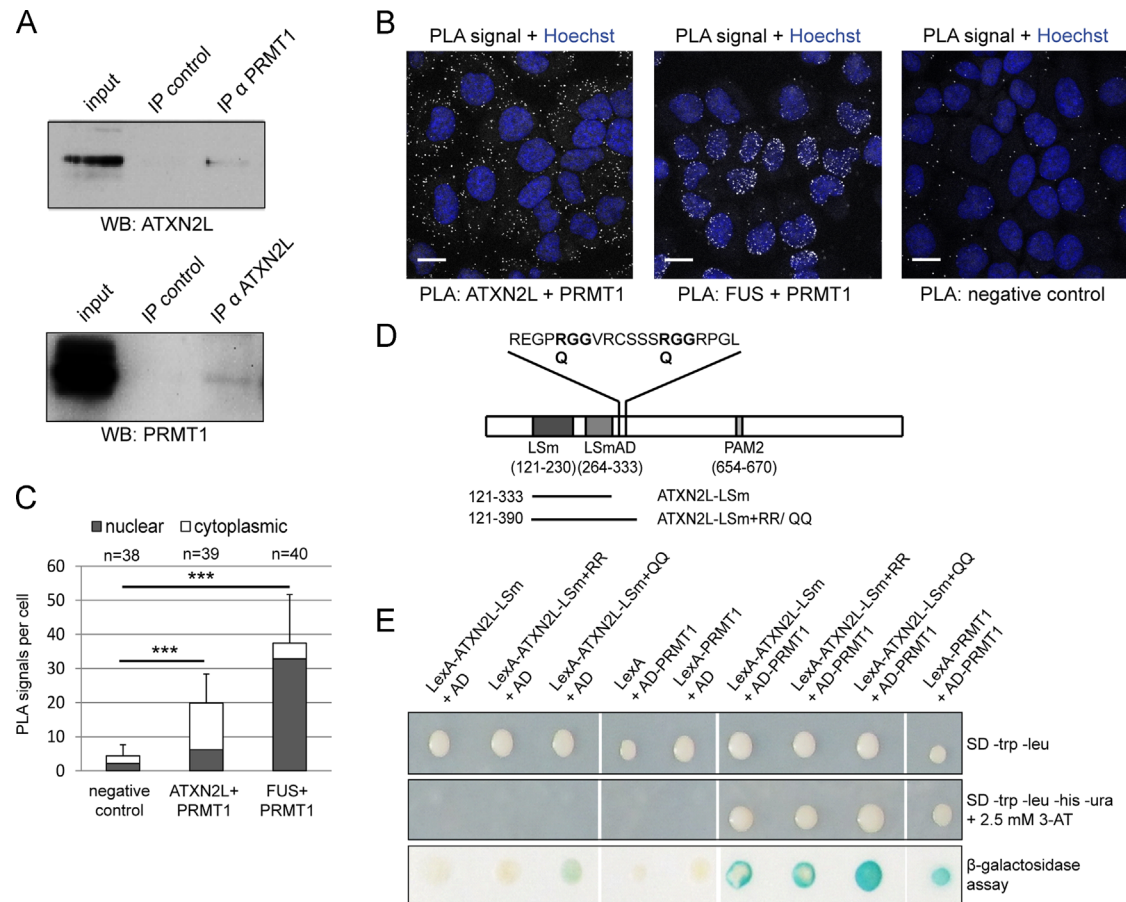 A
input
IP control
IP α PRMT1
WB: ATXN2L
input
IP control
IP α ATXN2L
WB: PRMT1
B
PLA signal + Hoechst
PLA signal + Hoechst
PLA signal + Hoechst
PLA: ATXN2L + PRMT1
PLA: FUS + PRMT1
PLA: negative control
C
nuclear
cytoplasmic
n=38
n=39
n=40
***
***
PLA signals per cell
60
50
40
30
20
10
0
negative
control
ATXN2L+
PRMT1
FUS+
PRMT1
D
REGPRGGVRCSSSRGGRPGL
Q
Q
LSm
(121-230)
LSmAD
(264-333)
PAM2
(654-670)
121-333
ATXN2L-LSm
121-390
ATXN2L-LSm+RR/ QQ
E
LexA-ATXN2L-LSm
+ AD
LexA-ATXN2L-LSm+RR
+ AD
LexA-ATXN2L-LSm+QQ
+ AD
LexA
+ AD-PRMT1
LexA-PRMT1
+ AD
LexA-ATXN2L-LSm
+ AD-PRMT1
LexA-ATXN2L-LSm+RR
+ AD-PRMT1
LexA-ATXN2L-LSm+QQ
+ AD-PRMT1
LexA-PRMT1
+ AD-PRMT1
SD -trp -leu
SD -trp -leu -his -ura
+ 2.5 mM 3-AT
β-galactosidase
assay